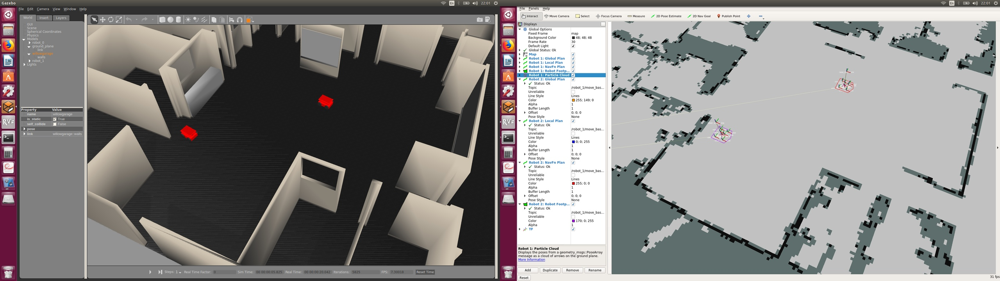 Gazebo
En
22:01
File Edit Camera View Window Help
World Insert Layers
GUI
Scene
Spherical Coordinates
Physics
Models
robot_0
ground_plane
link
willowgarage
walls
robot_1
Lights
Property Value
name willowgarage
is_static True
self_collide False
pose
link willowgarage::walls
Steps: 1 Real Time Factor: 0 Sim Time: 00 00:00:05.825 Real Time: 00 00:00:20.042 Iterations: 5825 FPS: 7.30018 Reset Time
En
22:01
RViz
File Panels Help
Interact Move Camera Select Focus Camera Measure 2D Pose Estimate 2D Nav Goal Publish Point
Displays
Global Options
Fixed Frame map
Background Color 48; 48; 48
Frame Rate 30
Default Light
Global Status: Ok
Map
Robot 1: Global Plan
Robot 1: Local Plan
Robot 1: NavFn Plan
Robot 1: Robot Footp...
Robot 1: Particle Cloud
Robot 2: Global Plan
Status: Ok
Topic /robot_1/move_bas...
Unreliable
Line Style Lines
Color 255; 149; 0
Alpha 1
Buffer Length 1
Offset 0; 0; 0
Pose Style None
Robot 2: Local Plan
Status: Ok
Topic /robot_1/move_bas...
Unreliable
Line Style Lines
Color 0; 0; 255
Alpha 1
Buffer Length 1
Offset 0; 0; 0
Pose Style None
Robot 2: NavFn Plan
Status: Ok
Topic /robot_1/move_bas...
Unreliable
Line Style Lines
Color 255; 0; 0
Alpha 1
Buffer Length 1
Offset 0; 0; 0
Pose Style None
Robot 2: Robot Footp...
Status: Ok
Topic /robot_1/move_bas...
Unreliable
Color 170; 0; 255
Alpha 1
TF
Robot 1: Particle Cloud
Displays the poses from a geometry_msgs::PoseArray
message as a cloud of arrows on the ground plane.
More Information
Add Duplicate Remove Rename
Reset
31 fps
RViz